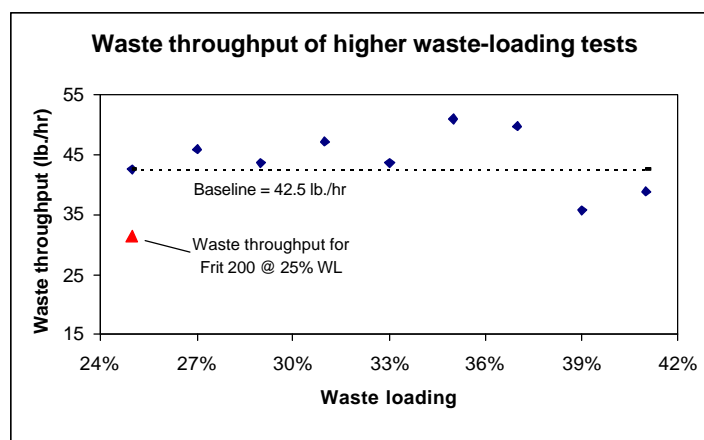 Waste throughput of higher waste-loading tests
Waste throughput (lb./hr)
55
45
35
25
15
Baseline = 42.5 lb./hr
Waste throughput for
Frit 200 @ 25% WL
24%
27%
30%
33%
36%
39%
42%
Waste loading